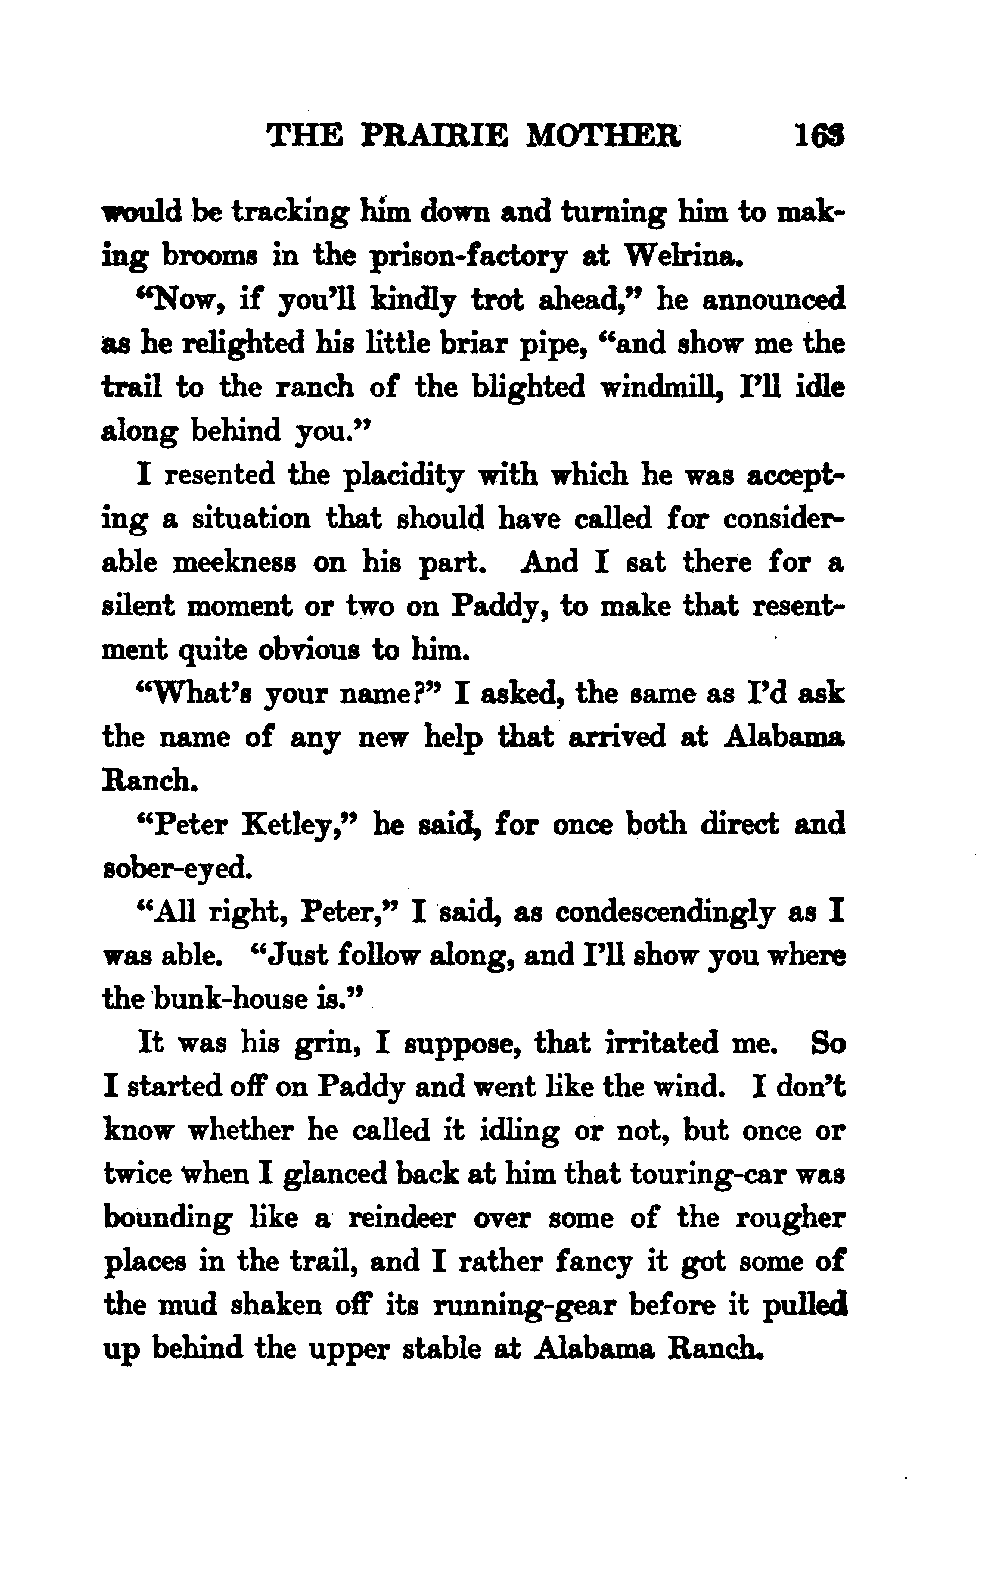 THE PRAIRIE MOTHER 163
would be tracking him down and turning him to mak-
ing brooms in the prison-factory at Welrina.
“Now, if you’ll kindly trot ahead,” he announced
as he relighted his little briar pipe, “and show me the
trail to the ranch of the blighted windmill, I’ll idle
along behind you.”
I resented the placidity with which he was accept-
ing a situation that should have called for consider-
able meekness on his part. And I sat there for a
silent moment or two on Paddy, to make that resent-
ment quite obvious to him.
“What’s your name?” I asked, the same as I’d ask
the name of any new help that arrived at Alabama
Ranch.
“Peter Ketley,” he said, for once both direct and
sober-eyed.
“All right, Peter,” I said, as condescendingly as I
was able. “Just follow along, and I’ll show you where
the bunk-house is.”
It was his grin, I suppose, that irritated me. So
I started off on Paddy and went like the wind. I don’t
know whether he called it idling or not, but once or
twice when I glanced back at him that touring-car was
bounding like a reindeer over some of the rougher
places in the trail, and I rather fancy it got some of
the mud shaken off its running-gear before it pulled
up behind the upper stable at Alabama Ranch.